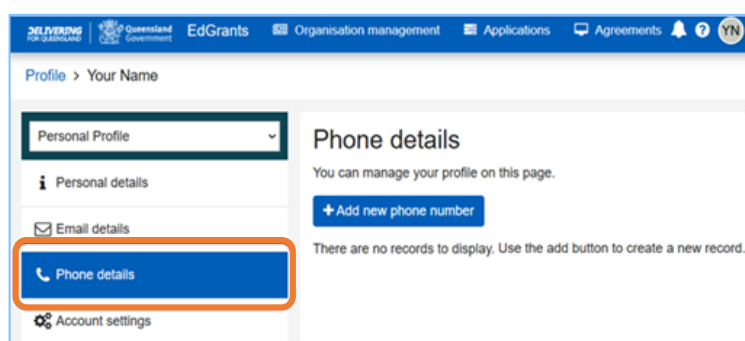 DELIVERING
FOR QUEENSLAND
Queensland
Government
EdGrants
Organisation management
Applications
Agreements
YN
Profile > Your Name
Personal Profile
Personal details
Email details
Phone details
Account settings
Phone details
You can manage your profile on this page.
+ Add new phone number
There are no records to display. Use the add button to create a new record.